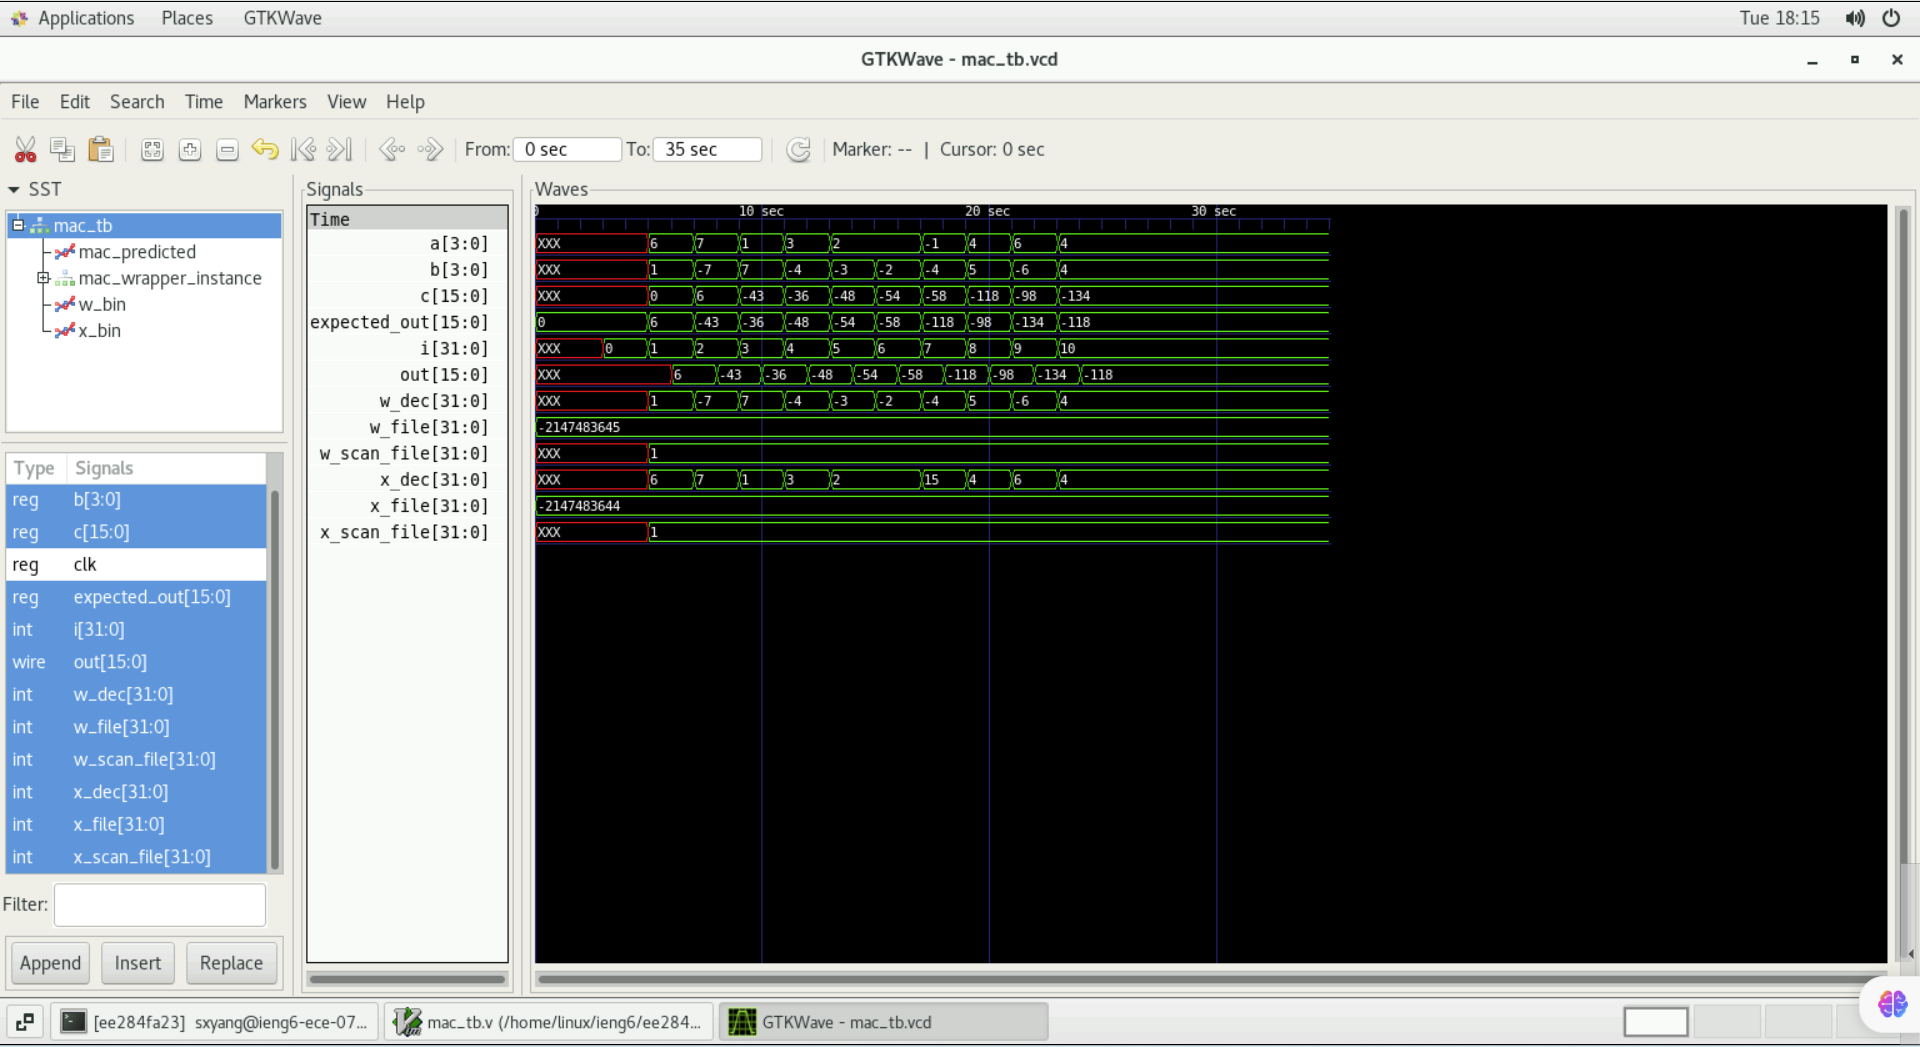 Applications Places GTKWave Tue 18:15
GTKWave - mac_tb.vcd
File Edit Search Time Markers View Help
From: 0 sec To: 35 sec Marker: -- | Cursor: 0 sec
SST
mac_tb
mac_predicted
mac_wrapper_instance
w_bin
x_bin
Type Signals
reg b[3:0]
reg c[15:0]
reg clk
reg expected_out[15:0]
int i[31:0]
wire out[15:0]
int w_dec[31:0]
int w_file[31:0]
int w_scan_file[31:0]
int x_dec[31:0]
int x_file[31:0]
int x_scan_file[31:0]
Filter:
Append Insert Replace
Signals
Time
a[3:0]
b[3:0]
c[15:0]
expected_out[15:0]
i[31:0]
out[15:0]
w_dec[31:0]
w_file[31:0]
w_scan_file[31:0]
x_dec[31:0]
x_file[31:0]
x_scan_file[31:0]
Waves
0 10 sec 20 sec 30 sec
XXX 6 7 1 3 2 -1 4 6 4
XXX 1 -7 7 -4 -3 -2 -4 5 -6 4
XXX 0 6 -43 -36 -48 -54 -58 -118 -98 -134
0 6 -43 -36 -48 -54 -58 -118 -98 -134 -118
XXX 0 1 2 3 4 5 6 7 8 9 10
XXX 6 -43 -36 -48 -54 -58 -118 -98 -134 -118
XXX 1 -7 7 -4 -3 -2 -4 5 -6 4
-2147483645
XXX 1
XXX 6 7 1 3 2 15 4 6 4
-2147483644
XXX 1
[ee284fa23] sxyang@ieng6-ece-07... mac_tb.v (/home/linux/ieng6/ee284... GTKWave - mac_tb.vcd